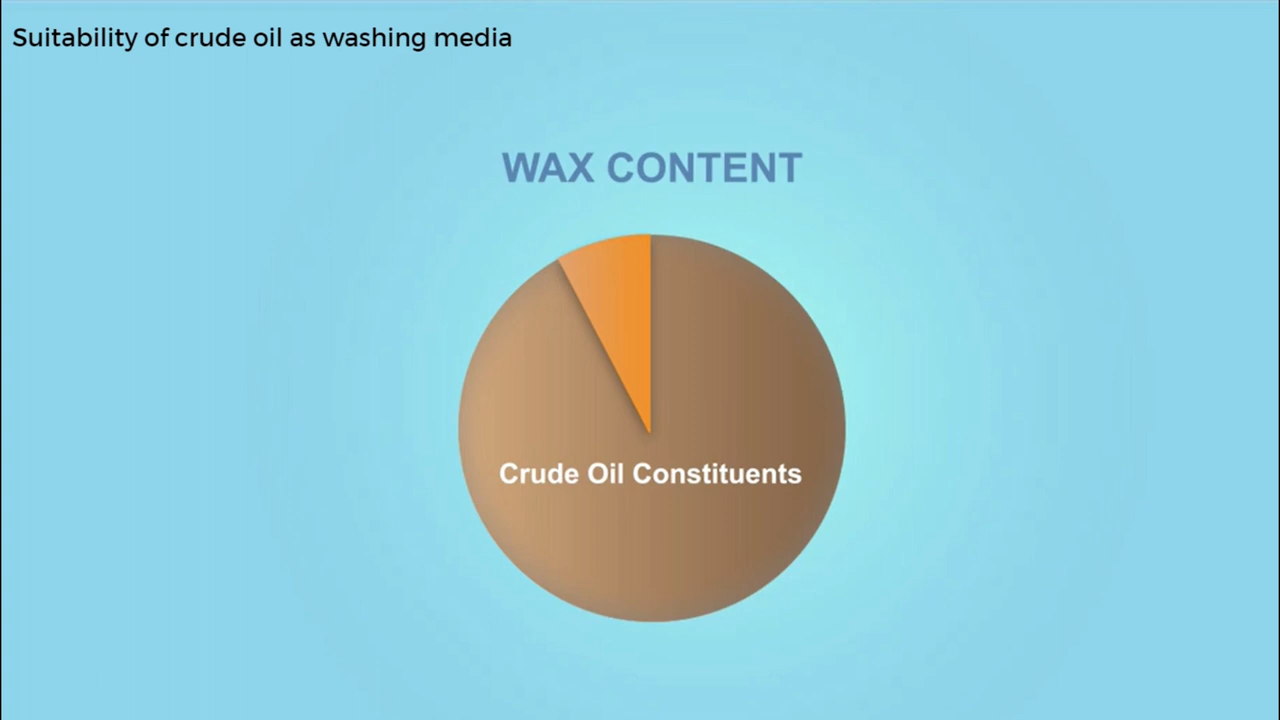 Suitability of crude oil as washing media
WAX CONTENT
Crude Oil Constituents